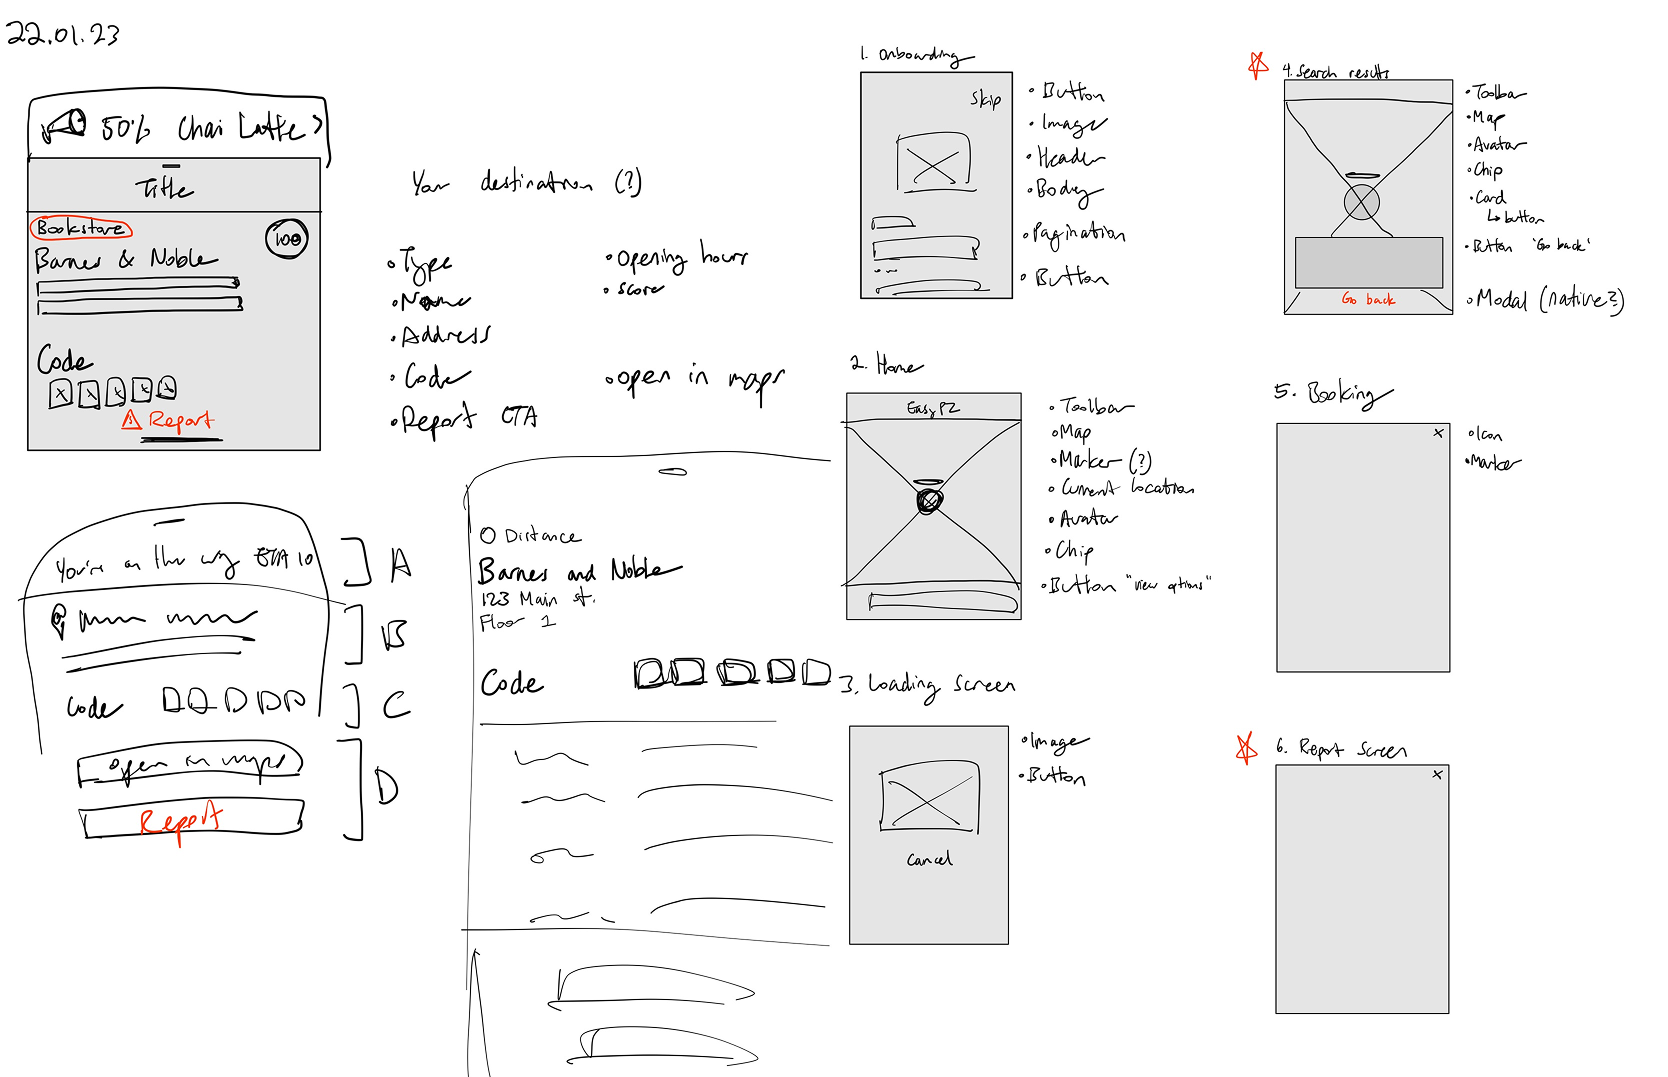 22.01.23
50% Chai Latte >
Title
Bookstore
100
Barnes & Noble
Code
x x x x x
Report
Your destination (?)
• Type
• Name
• Address
• Code
• Report CTA
• Opening hours
• score
• open in maps
You're on the way ETA 10
Code
open in maps
Report
A
B
C
D
Distance
Barnes and Noble
123 Main st.
Floor 1
Code
1. Onboarding
Skip
• Button
• Image
• Header
• Body
• Pagination
• Button
2. Home
Easy PZ
• Toolbar
• Map
• Marker (?)
• Current location
• Avatar
• Chip
• Button "view options"
3. Loading Screen
Cancel
• Image
• Button
4. Search results
Go back
• Toolbar
• Map
• Avatar
• Chip
• Card
↳ button
• Button 'Go back'
• Modal (native?)
5. Booking
x
• Icon
• Marker
6. Report Screen
x